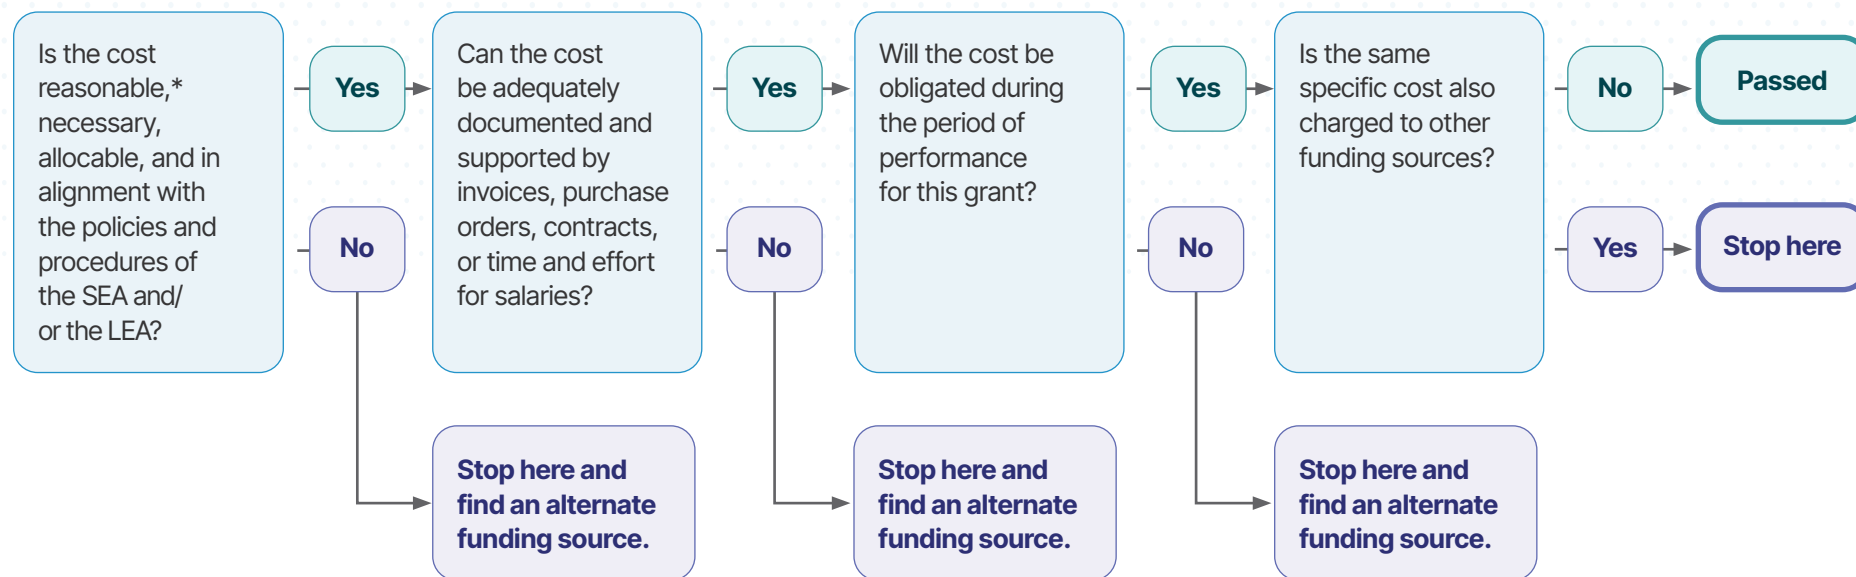 Is the cost
reasonable,*
necessary,
allocable, and in
alignment with
the policies and
procedures of
the SEA and/
or the LEA?
Yes
No
Stop here and
find an alternate
funding source.
Can the cost
be adequately
documented and
supported by
invoices, purchase
orders, contracts,
or time and effort
for salaries?
Yes
No
Stop here and
find an alternate
funding source.
Will the cost be
obligated during
the period of
performance
for this grant?
Yes
No
Stop here and
find an alternate
funding source.
Is the same
specific cost also
charged to other
funding sources?
No
Passed
Yes
Stop here